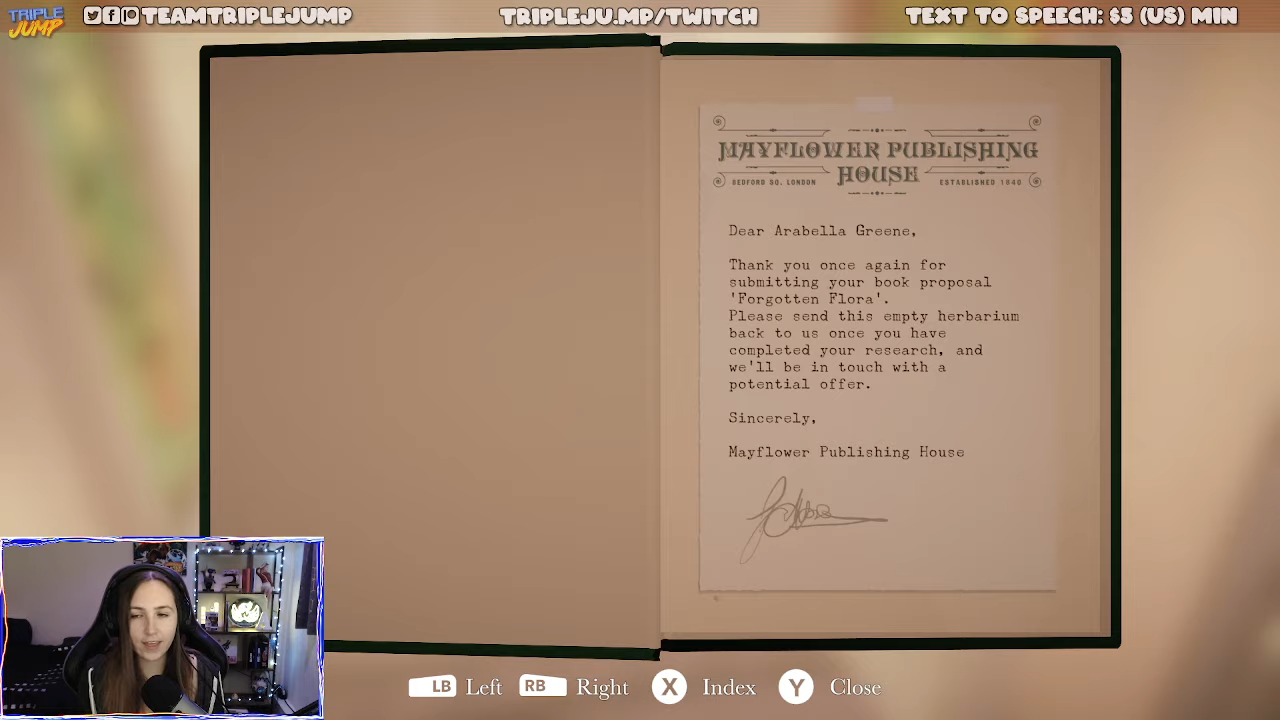 TRIPLE
JUMP
TEAMTRIPLEJUMP
TRIPLEJU.MP/TWITCH
TEXT TO SPEECH: $5 (US) MIN
MAYFLOWER PUBLISHING
HOUSE
BEDFORD SQ. LONDON
ESTABLISHED 1840
Dear Arabella Greene,
Thank you once again for
submitting your book proposal
'Forgotten Flora'.
Please send this empty herbarium
back to us once you have
completed your research, and
we'll be in touch with a
potential offer.
Sincerely,
Mayflower Publishing House
LB Left RB Right X Index Y Close